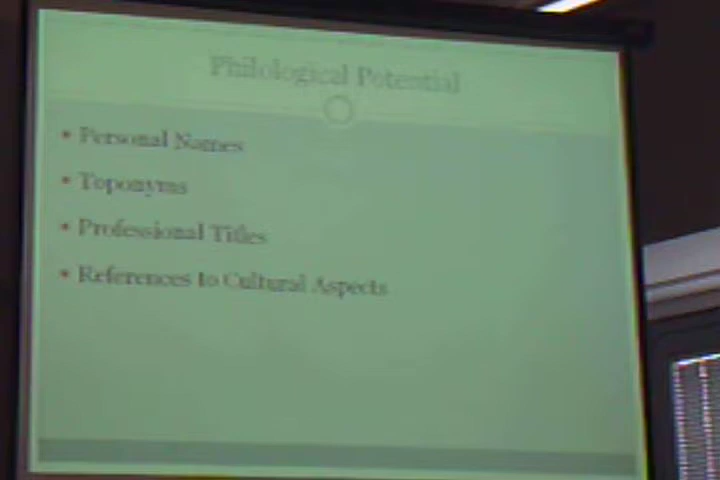 Philological Potential
• Personal Names
• Toponyms
• Professional Titles
• References to Cultural Aspects